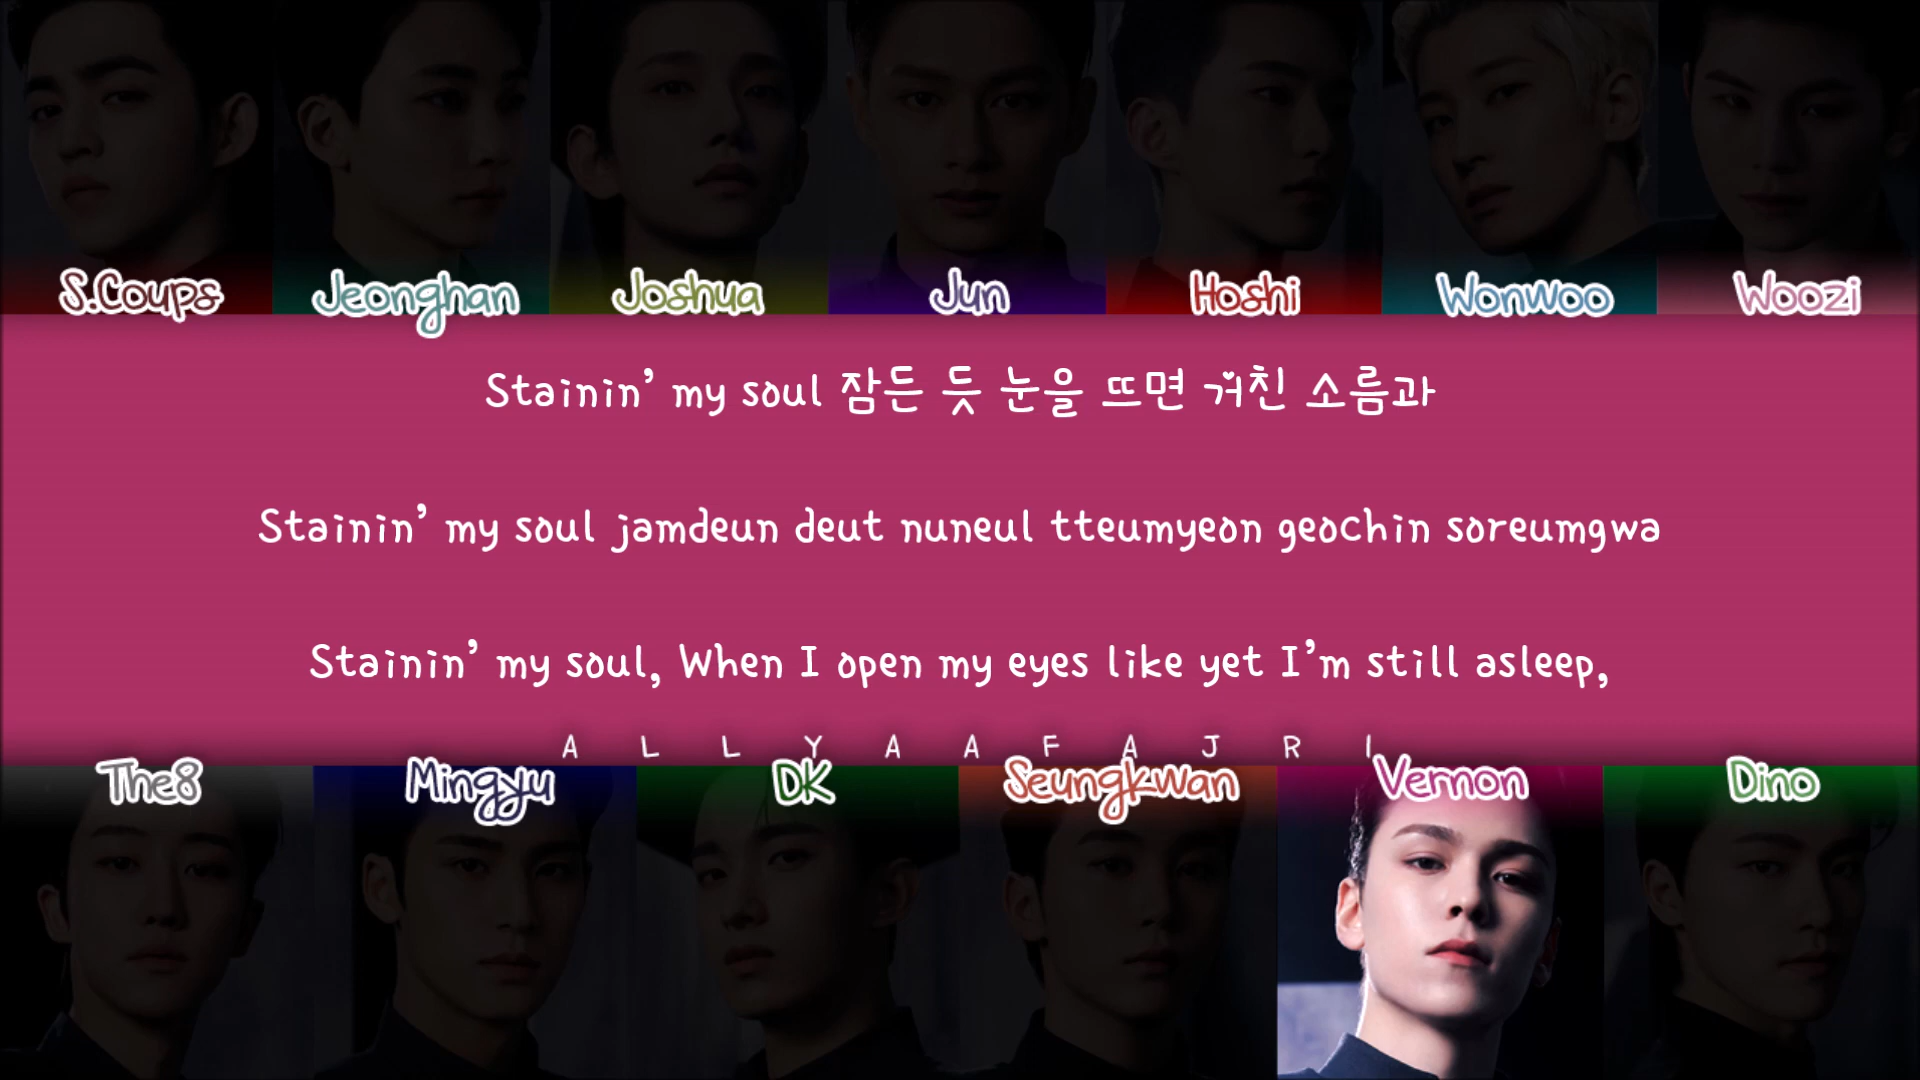 S.Coups Jeonghan Joshua Jun Hoshi Wonwoo Woozi
Stainin’ my soul 잠든 듯 눈을 뜨면 거친 소름과
Stainin’ my soul jamdeun deut nuneul tteumyeon geochin soreumgwa
Stainin’ my soul, When I open my eyes like yet I’m still asleep,
A L L Y A A F A J R I
The8 Mingyu DK Seungkwan Vernon Dino